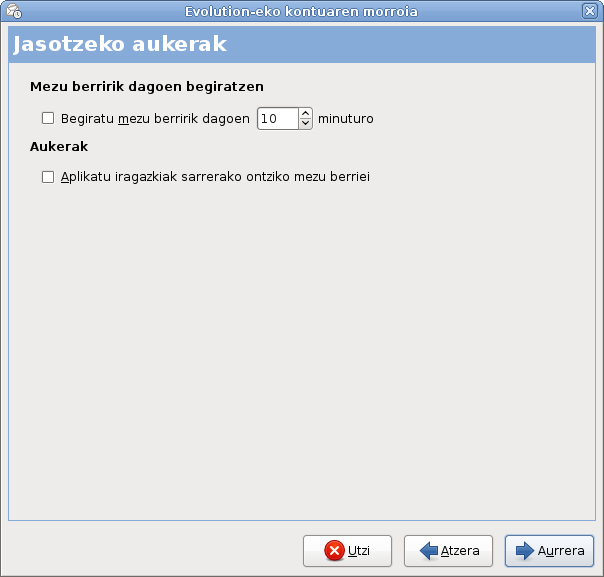 Evolution-eko kontuaren morroia
Jasotzeko aukerak
Mezu berririk dagoen begiratzen
Begiratu mezu berririk dagoen 10 minuturo
Aukerak
Aplikatu iragazkiak sarrerako ontziko mezu berriei
Utzi Atzera Aurrera